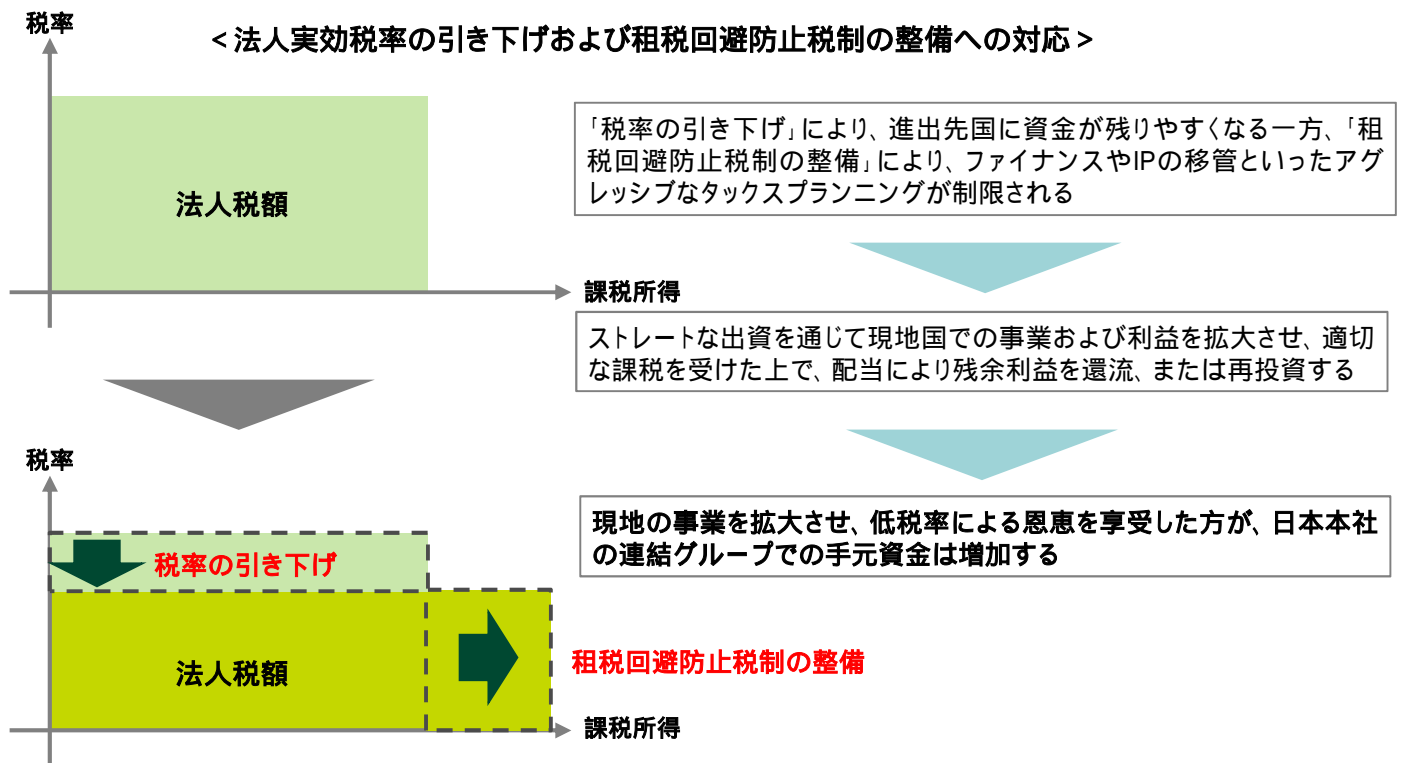 税率
<法人実効税率の引き下げおよび租税回避防止税制の整備への対応>
法人税額
課税所得
「税率の引き下げ」により、進出先国に資金が残りやすくなる一方、「租
税回避防止税制の整備」により、ファイナンスやIPの移管といったアグ
レッシブなタックスプランニングが制限される
ストレートな出資を通じて現地国での事業および利益を拡大させ、適切
な課税を受けた上で、配当により残余利益を還流、または再投資する
現地の事業を拡大させ、低税率による恩恵を享受した方が、日本本社
の連結グループでの手元資金は増加する
税率
税率の引き下げ
法人税額
租税回避防止税制の整備
課税所得